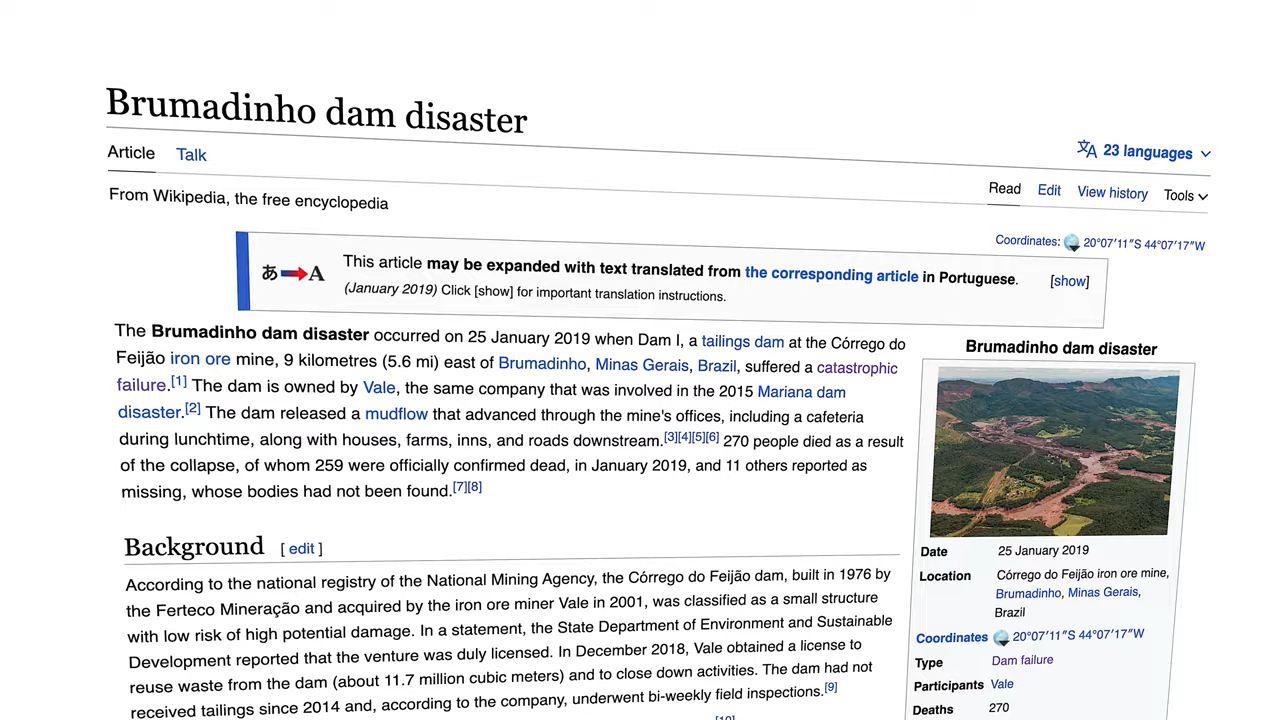 Brumadinho dam disaster
Article Talk
文A 23 languages
From Wikipedia, the free encyclopedia
Read Edit View history Tools
Coordinates: 20°07′11″S 44°07′17″W
あ A
This article may be expanded with text translated from the corresponding article in Portuguese.
(January 2019) Click [show] for important translation instructions.
[show]
The Brumadinho dam disaster occurred on 25 January 2019 when Dam I, a tailings dam at the Córrego do
Feijão iron ore mine, 9 kilometres (5.6 mi) east of Brumadinho, Minas Gerais, Brazil, suffered a catastrophic
failure.[1] The dam is owned by Vale, the same company that was involved in the 2015 Mariana dam
disaster.[2] The dam released a mudflow that advanced through the mine's offices, including a cafeteria
during lunchtime, along with houses, farms, inns, and roads downstream.[3][4][5][6] 270 people died as a result
of the collapse, of whom 259 were officially confirmed dead, in January 2019, and 11 others reported as
missing, whose bodies had not been found.[7][8]
Background [ edit ]
According to the national registry of the National Mining Agency, the Córrego do Feijão dam, built in 1976 by
the Ferteco Mineração and acquired by the iron ore miner Vale in 2001, was classified as a small structure
with low risk of high potential damage. In a statement, the State Department of Environment and Sustainable
Development reported that the venture was duly licensed. In December 2018, Vale obtained a license to
reuse waste from the dam (about 11.7 million cubic meters) and to close down activities. The dam had not
received tailings since 2014 and, according to the company, underwent bi-weekly field inspections.[9]
Brumadinho dam disaster
Date 25 January 2019
Location Córrego do Feijão iron ore mine,
Brumadinho, Minas Gerais,
Brazil
Coordinates 20°07′11″S 44°07′17″W
Type Dam failure
Participants Vale
Deaths 270